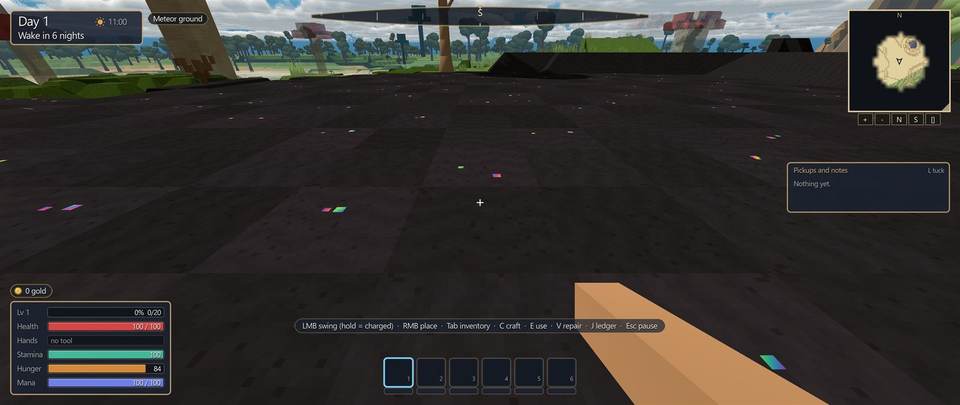 Day 1
11:00
Wake in 6 nights
Meteor ground
S
N
+ - N S []
Pickups and notes
L tuck
Nothing yet.
0 gold
Lv 1
0% 0/20
Health
100 / 100
Hands
no tool
Stamina
100
Hunger
84
Mana
100 / 100
LMB swing (hold = charged) · RMB place · Tab inventory · C craft · E use · V repair · J ledger · Esc pause
1 2 3 4 5 6